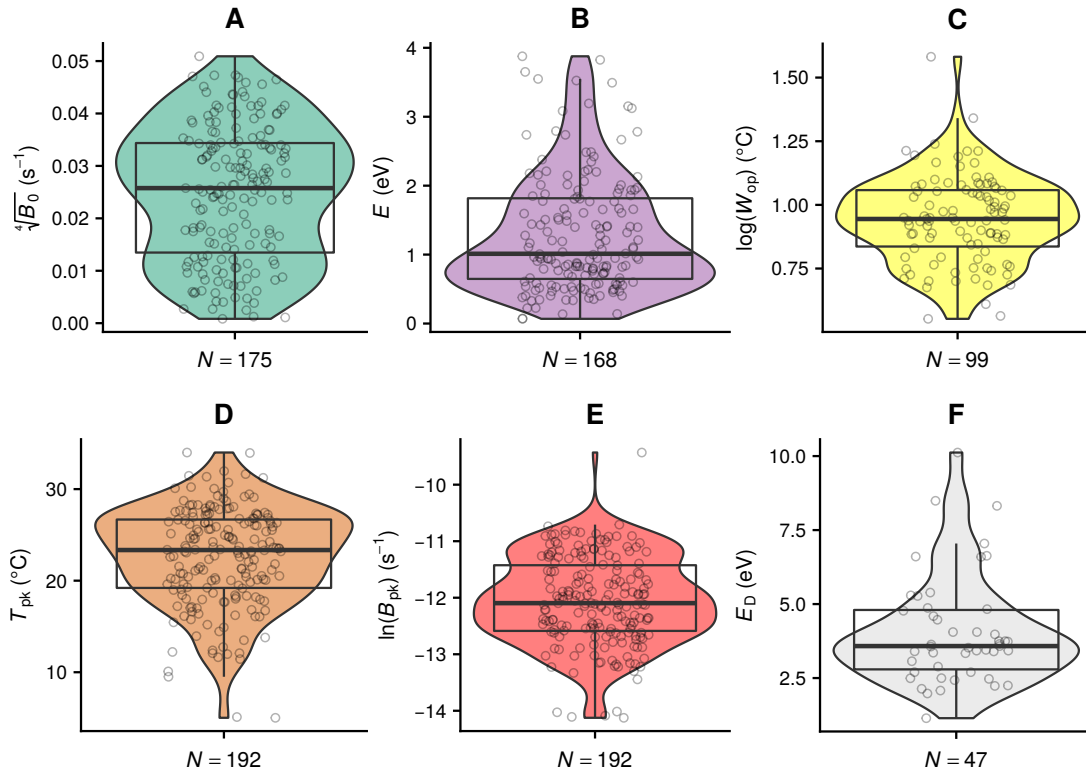 A
⁴√B₀ (s⁻¹)
0.05
0.04
0.03
0.02
0.01
0.00
N = 175
B
E (eV)
4
3
2
1
0
N = 168
C
log(W_op) (°C)
1.50
1.25
1.00
0.75
N = 99
D
T_pk (°C)
30
20
10
N = 192
E
ln(B_pk) (s⁻¹)
−10
−11
−12
−13
−14
N = 192
F
E_D (eV)
10.0
7.5
5.0
2.5
N = 47